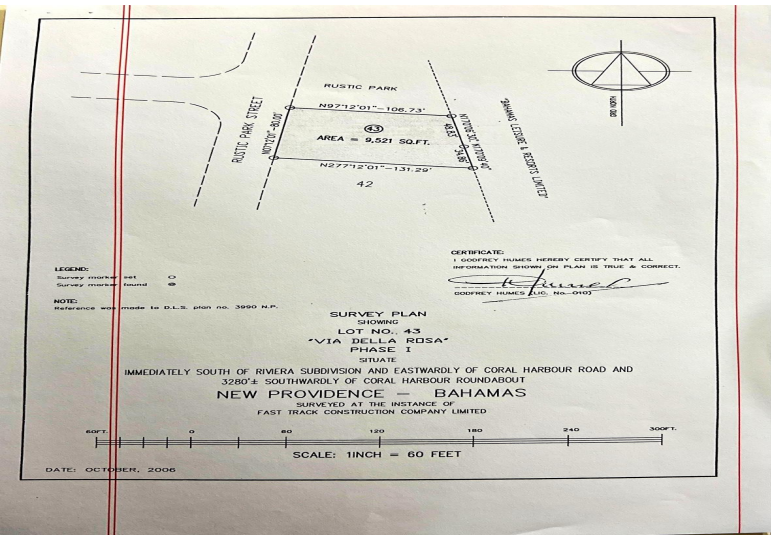 RUSTIC PARK
RUSTIC PARK STREET
N97°12'01"-106.73'
43
AREA = 9,521 SQ.FT.
N277°12'01"-131.29'
42
48.83'
34.86'
"BAHAMAS LEISURE & RESORTS LIMITED"
GRID NORTH
LEGEND:
Survey marker set
Survey marker found
NOTE:
Reference was made to D.L.S. plan no. 3990 N.P.
CERTIFICATE:
I GODFREY HUMES HEREBY CERTIFY THAT ALL
INFORMATION SHOWN ON PLAN IS TRUE & CORRECT.
GODFREY HUMES (LIC. No.-010)
SURVEY PLAN
SHOWING
LOT NO,. 43
"VIA DELLA ROSA"
PHASE I
SITUATE
IMMEDIATELY SOUTH OF RIVIERA SUBDIVISION AND EASTWARDLY OF CORAL HARBOUR ROAD AND
3280'± SOUTHWARDLY OF CORAL HARBOUR ROUNDABOUT
NEW PROVIDENCE - BAHAMAS
SURVEYED AT THE INSTANCE OF
FAST TRACK CONSTRUCTION COMPANY LIMITED
60FT. 0 60 120 180 240 300FT.
SCALE: 1INCH = 60 FEET
DATE: OCTOBER, 2006